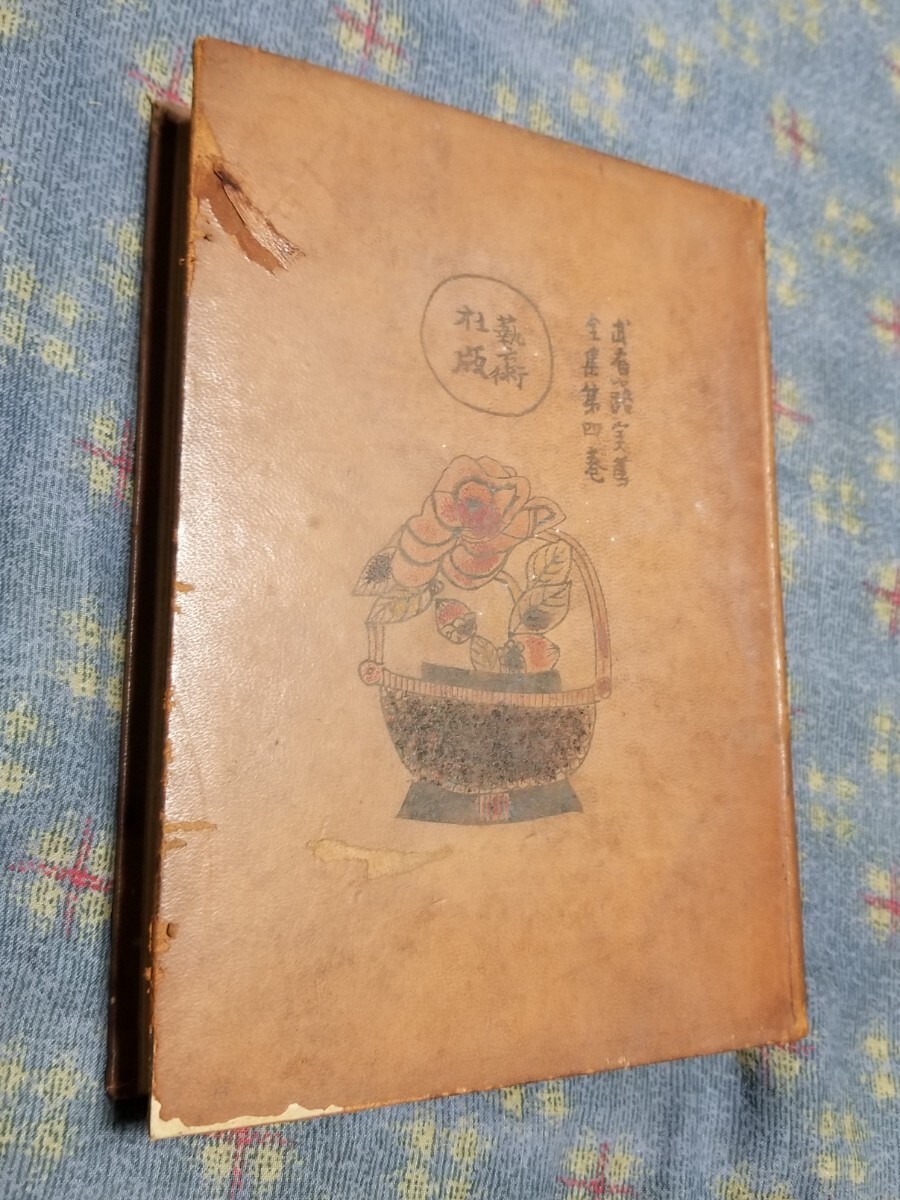 武者小路実篤
全集第四巻
藝術
社版